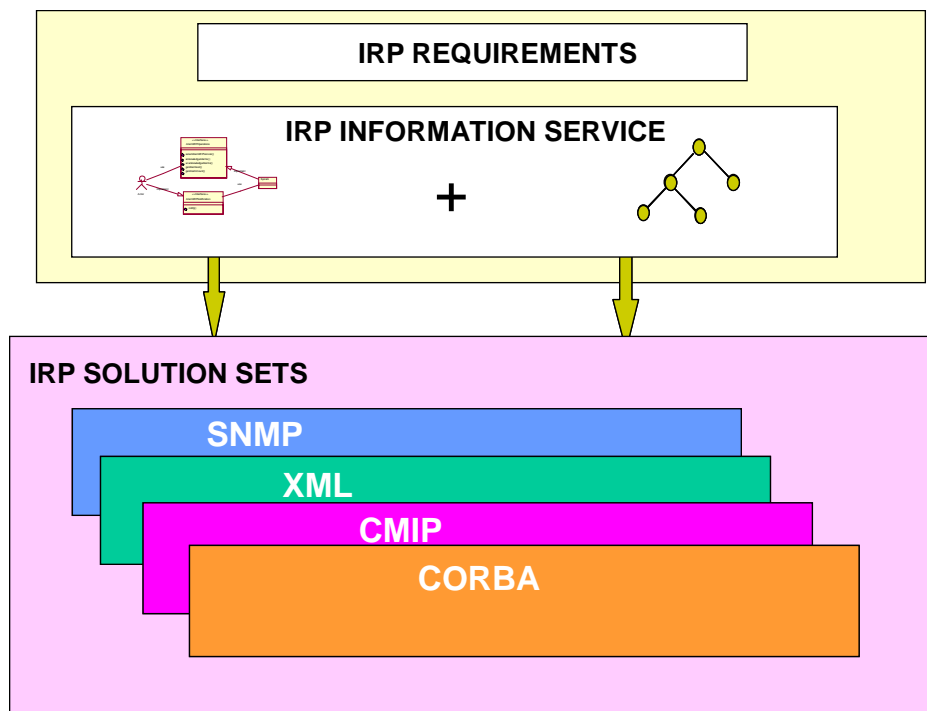 IRP REQUIREMENTS
IRP INFORMATION SERVICE
+
IRP SOLUTION SETS
SNMP
XML
CMIP
CORBA